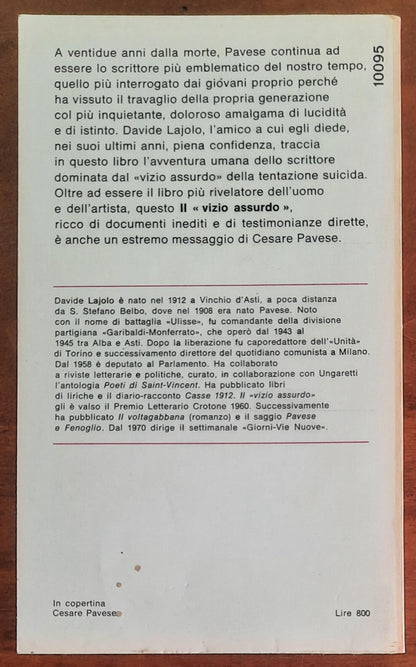 A ventidue anni dalla morte, Pavese continua ad
essere lo scrittore più emblematico del nostro tempo,
quello più interrogato dai giovani proprio perché
ha vissuto il travaglio della propria generazione
col più inquietante, doloroso amalgama di lucidità
e di istinto. Davide Lajolo, l'amico a cui egli diede,
nei suoi ultimi anni, piena confidenza, traccia
in questo libro l'avventura umana dello scrittore
dominata dal «vizio assurdo» della tentazione suicida.
Oltre ad essere il libro più rivelatore dell'uomo
e dell'artista, questo Il « vizio assurdo »,
ricco di documenti inediti e di testimonianze dirette,
è anche un estremo messaggio di Cesare Pavese.
10095
Davide Lajolo è nato nel 1912 a Vinchio d'Asti, a poca distanza
da S. Stefano Belbo, dove nel 1908 era nato Pavese. Noto
con il nome di battaglia «Ulisse», fu comandante della divisione
partigiana «Garibaldi-Monferrato», che operò dal 1943 al
1945 tra Alba e Asti. Dopo la liberazione fu caporedattore dell'«Unità»
di Torino e successivamente direttore del quotidiano comunista a Milano.
Dal 1958 è deputato al Parlamento. Ha collaborato
a riviste letterarie e politiche, curato, in collaborazione con Ungaretti
l'antologia Poeti di Saint-Vincent. Ha pubblicato libri
di liriche e il diario-racconto Casse 1912. Il «vizio assurdo»
gli è valso il Premio Letterario Crotone 1960. Successivamente
ha pubblicato Il voltagabbana (romanzo) e il saggio Pavese
e Fenoglio. Dal 1970 dirige il settimanale «Giorni-Vie Nuove».
In copertina
Cesare Pavese
Lire 800